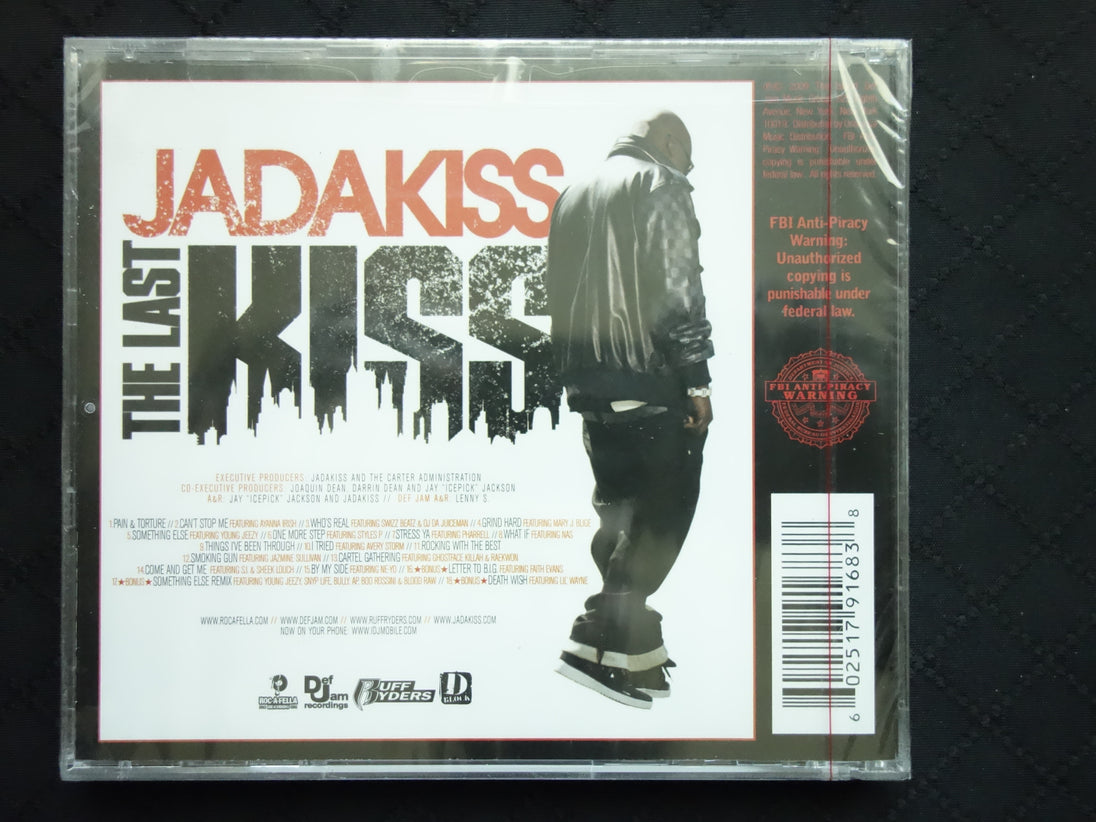 JADAKISS
THE LAST
KISS
EXECUTIVE PRODUCERS: JADAKISS AND THE CARTER ADMINISTRATION
CO-EXECUTIVE PRODUCERS: JOAQUIN DEAN, DARRIN DEAN AND JAY "ICEPICK" JACKSON
A&R: JAY "ICEPICK" JACKSON AND JADAKISS // DEF JAM A&R: LENNY S.
1.PAIN & TORTURE // 2.CAN'T STOP ME FEATURING AYANNA IRISH // 3.WHO'S REAL FEATURING SWIZZ BEATZ & DJ DA JUICEMAN // 4.GRIND HARD FEATURING MARY J. BLIGE
5.SOMETHING ELSE FEATURING YOUNG JEEZY // 6.ONE MORE STEP FEATURING STYLES P // 7.STRESS YA FEATURING PHARRELL // 8.WHAT IF FEATURING NAS
9.THINGS I'VE BEEN THROUGH // 10.I TRIED FEATURING AVERY STORM // 11.ROCKING WITH THE BEST
12.SMOKING GUN FEATURING JAZMINE SULLIVAN // 13.CARTEL GATHERING FEATURING GHOSTFACE KILLAH & RAEKWON
14.COME AND GET ME FEATURING S.I. & SHEEK LOUCH // 15.BY MY SIDE FEATURING NE-YO // 16.★BONUS★ LETTER TO B.I.G. FEATURING FAITH EVANS
17.★BONUS★ SOMETHING ELSE REMIX FEATURING YOUNG JEEZY, SNYP LIFE, BULLY, AP, BOO ROSSINI & BLOOD RAW // 18.★BONUS★ DEATH WISH FEATURING LIL WAYNE
WWW.ROCAFELLA.COM // WWW.DEFJAM.COM // WWW.RUFFRYDERS.COM // WWW.JADAKISS.COM
NOW ON YOUR PHONE: WWW.IDJMOBILE.COM
ROC-A-FELLA
Def Jam recordings
RUFF RYDERS
D BLOCK
Avenue, New York, New York
10019. Distributed by
Music Distribution. FBI
Piracy Warning: Unauthorized
copying is punishable under
federal law. All rights reserved.
FBI Anti-Piracy
Warning:
Unauthorized
copying is
punishable under
federal law.
FBI ANTI-PIRACY
WARNING
6 02517 91683 8